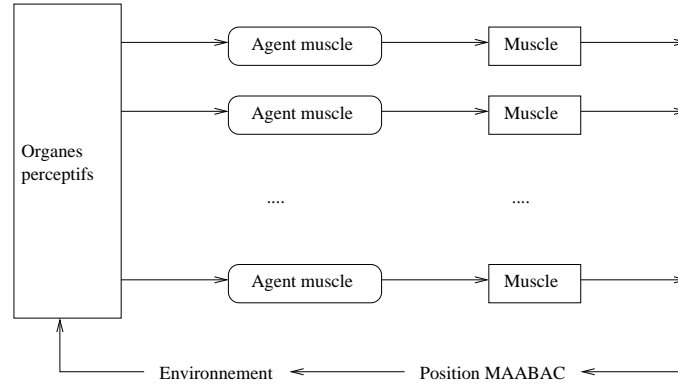 Agent muscle Muscle
Agent muscle Muscle
Organes
perceptifs
.... ....
Agent muscle Muscle
Environnement Position MAABAC